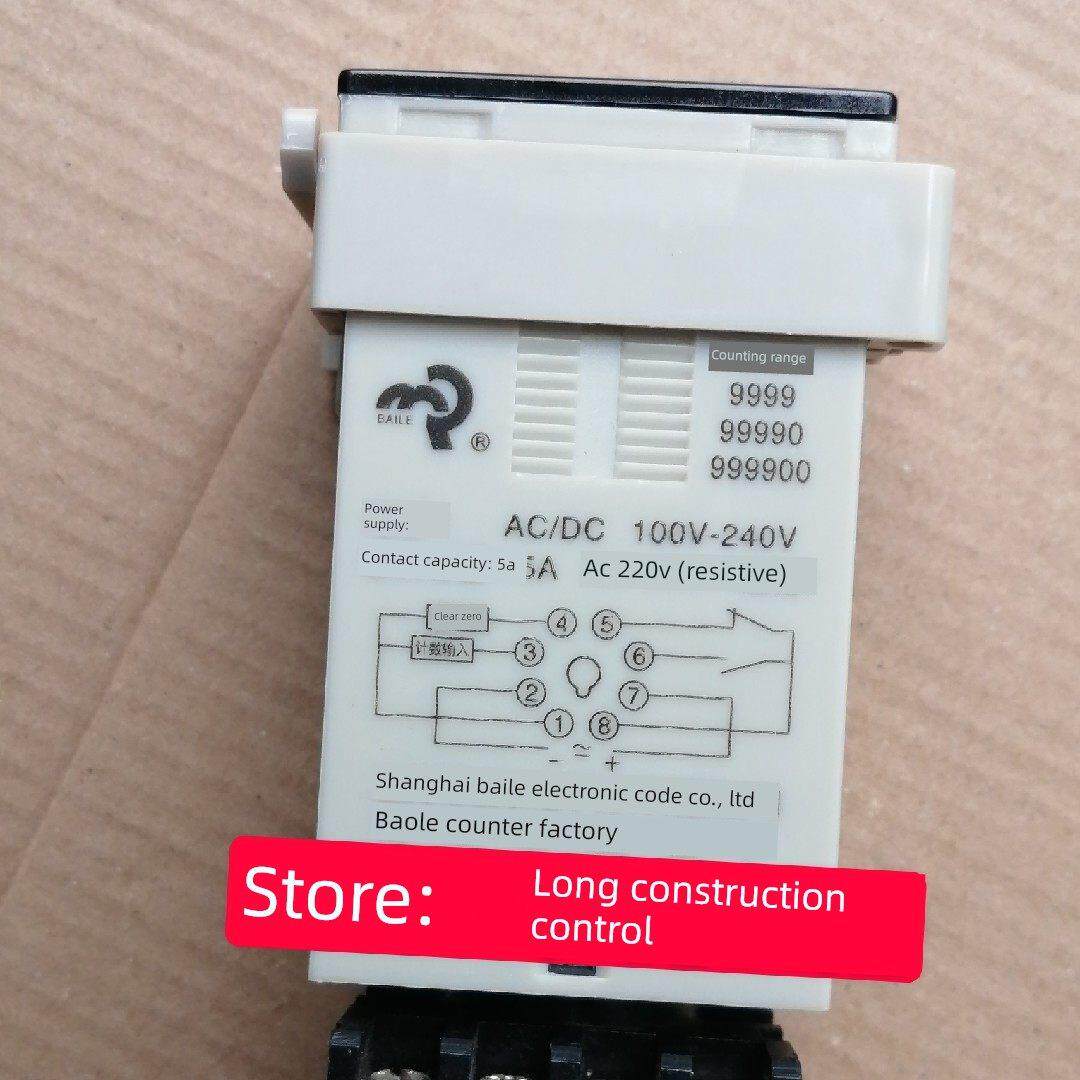 BAILE
®
Counting range
9999
99990
999900
Power
supply:
AC/DC 100V-240V
Contact capacity: 5a
5A
Ac 220v (resistive)
Clear zero
4 5
计数输入
3 6
2 7
1 8
- ≃ +
Shanghai baile electronic code co., ltd
Baole counter factory
Store:
Long construction
control